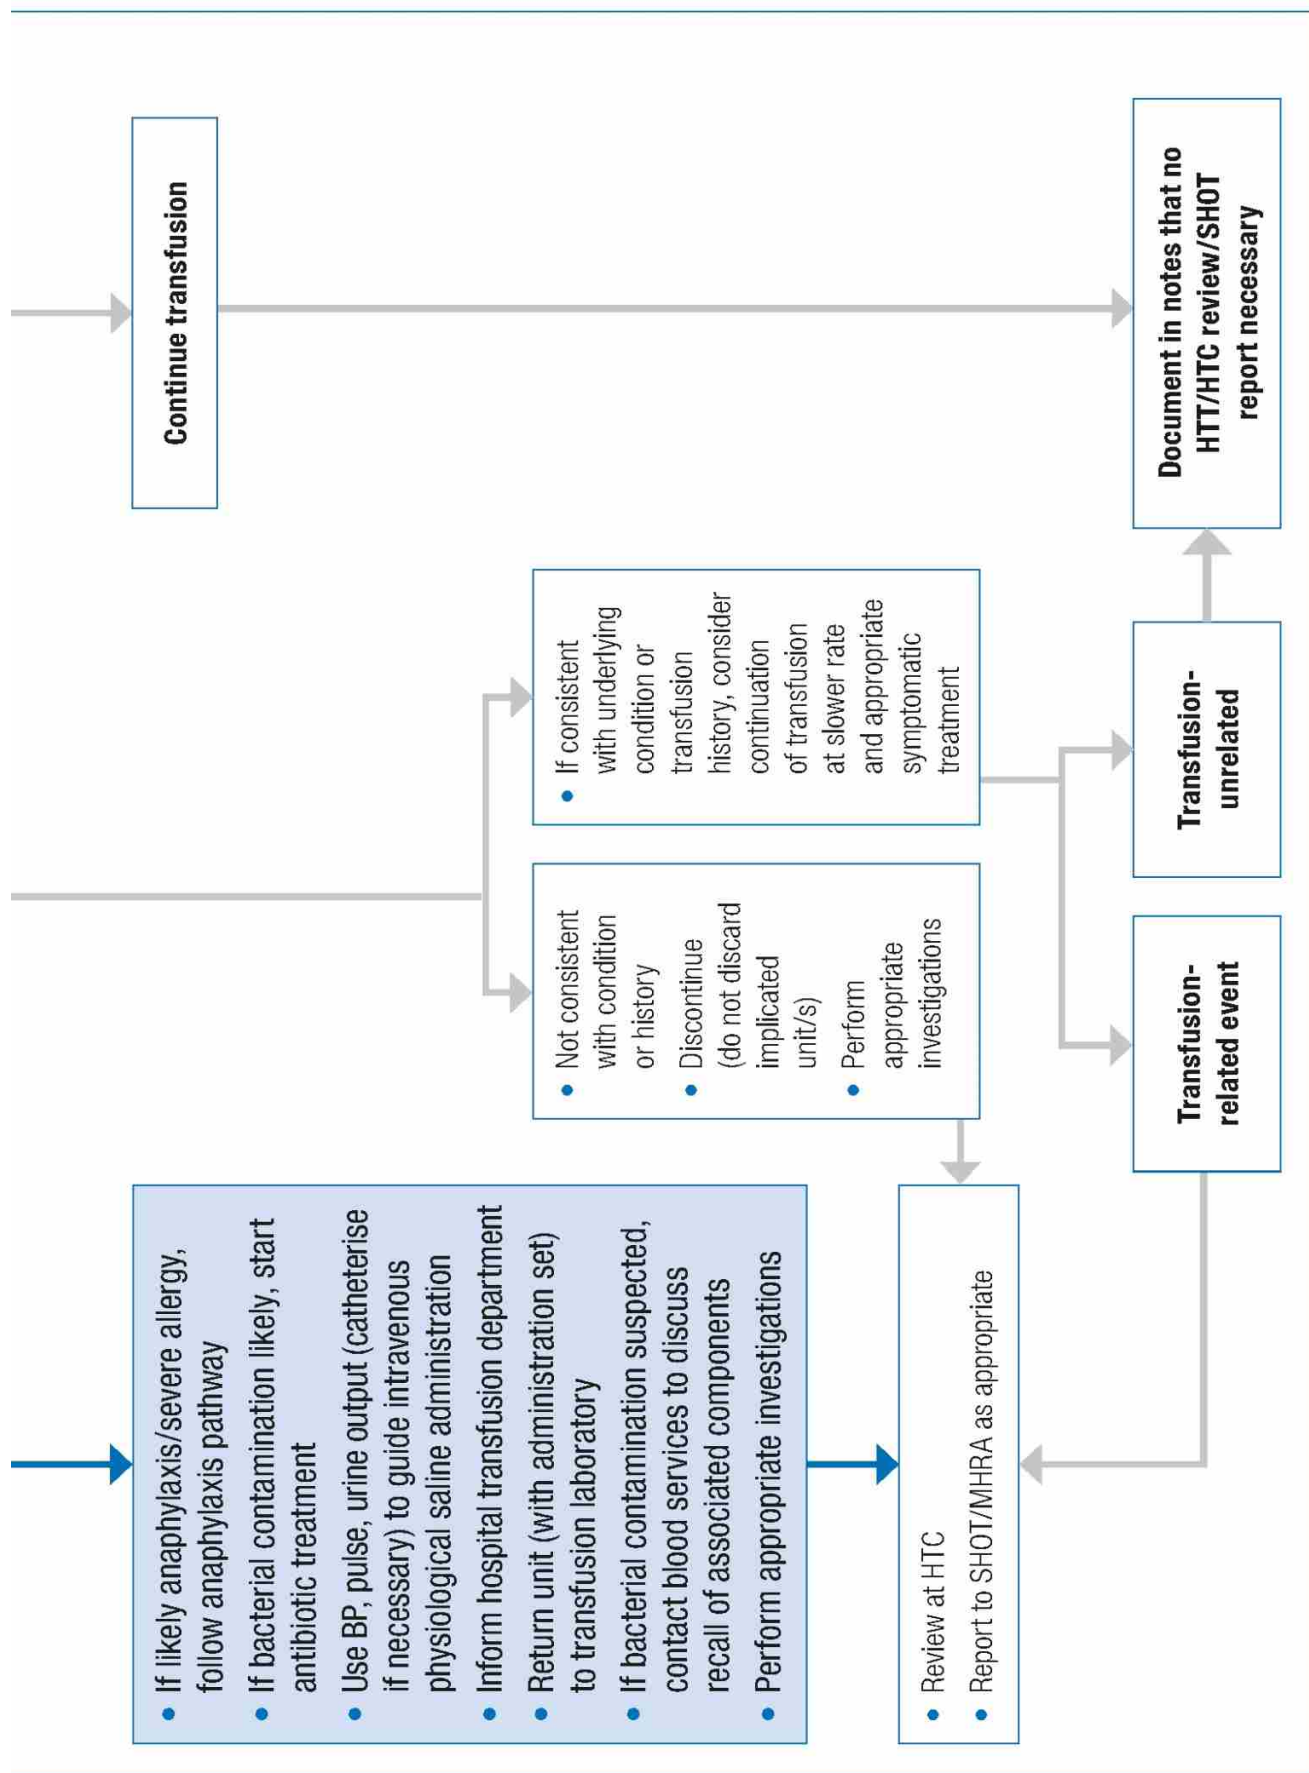 If likely anaphylaxis/severe allergy,
follow anaphylaxis pathway
If bacterial contamination likely, start
antibiotic treatment
Use BP, pulse, urine output (catheterise
if necessary) to guide intravenous
physiological saline administration
Inform hospital transfusion department
Return unit (with administration set)
to transfusion laboratory
If bacterial contamination suspected,
contact blood services to discuss
recall of associated components
Perform appropriate investigations
Review at HTC
Report to SHOT/MHRA as appropriate
Not consistent
with condition
or history
Discontinue
(do not discard
implicated
unit/s)
Perform
appropriate
investigations
If consistent
with underlying
condition or
transfusion
history, consider
continuation
of transfusion
at slower rate
and appropriate
symptomatic
treatment
Transfusion-
related event
Transfusion-
unrelated
Continue transfusion
Document in notes that no
HTT/HTC review/SHOT
report necessary